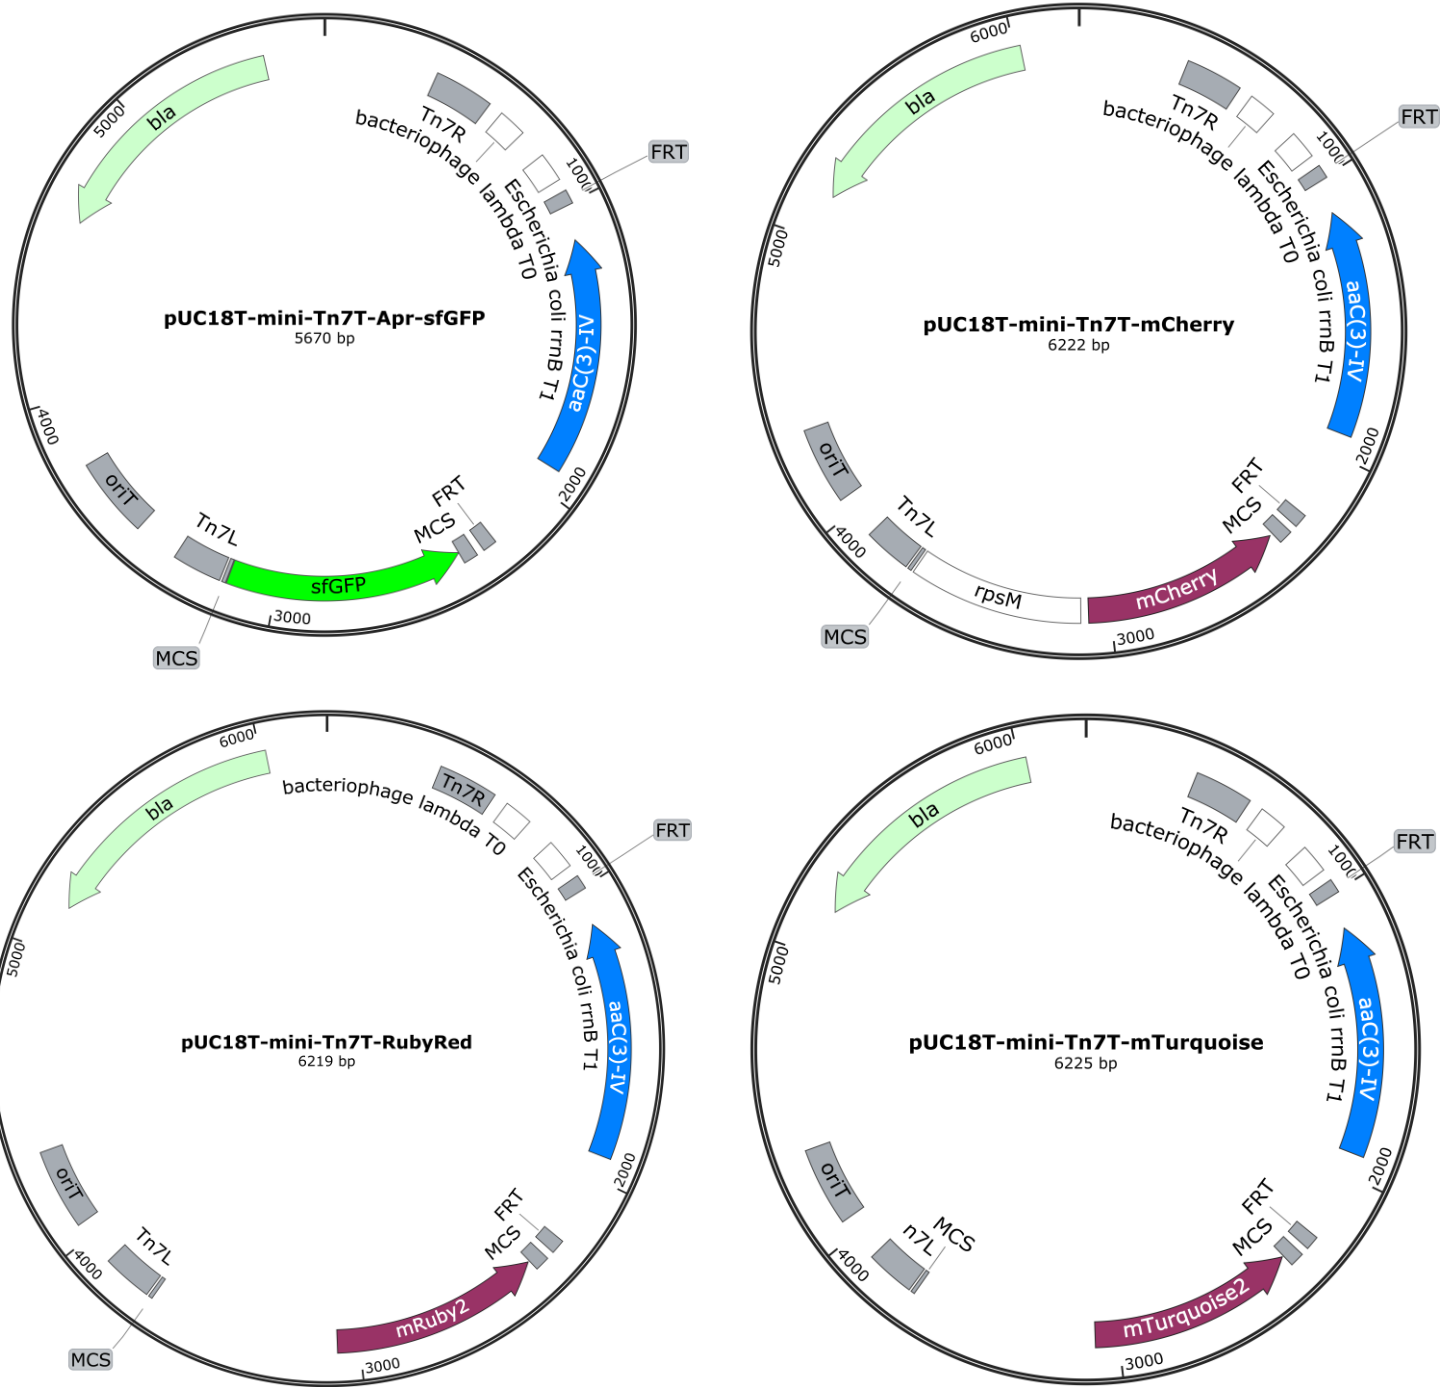 bla
5000
Tn7R
bacteriophage lambda T0
Escherichia coli rrnB T1
1000
FRT
aaC(3)-IV
pUC18T-mini-Tn7T-Apr-sfGFP
5670 bp
2000
FRT
MCS
sfGFP
3000
MCS
Tn7L
oriT
4000
6000
bla
5000
Tn7R
bacteriophage lambda T0
Escherichia coli rrnB T1
1000
FRT
aaC(3)-IV
pUC18T-mini-Tn7T-mCherry
6222 bp
2000
FRT
MCS
mCherry
3000
rpsM
MCS
Tn7L
4000
oriT
6000
bla
5000
Tn7R
bacteriophage lambda T0
Escherichia coli rrnB T1
1000
FRT
aaC(3)-IV
pUC18T-mini-Tn7T-RubyRed
6219 bp
2000
FRT
MCS
mRuby2
3000
MCS
Tn7L
4000
oriT
6000
bla
5000
Tn7R
bacteriophage lambda T0
Escherichia coli rrnB T1
1000
FRT
aaC(3)-IV
pUC18T-mini-Tn7T-mTurquoise
6225 bp
2000
FRT
MCS
mTurquoise2
3000
MCS
n7L
4000
oriT